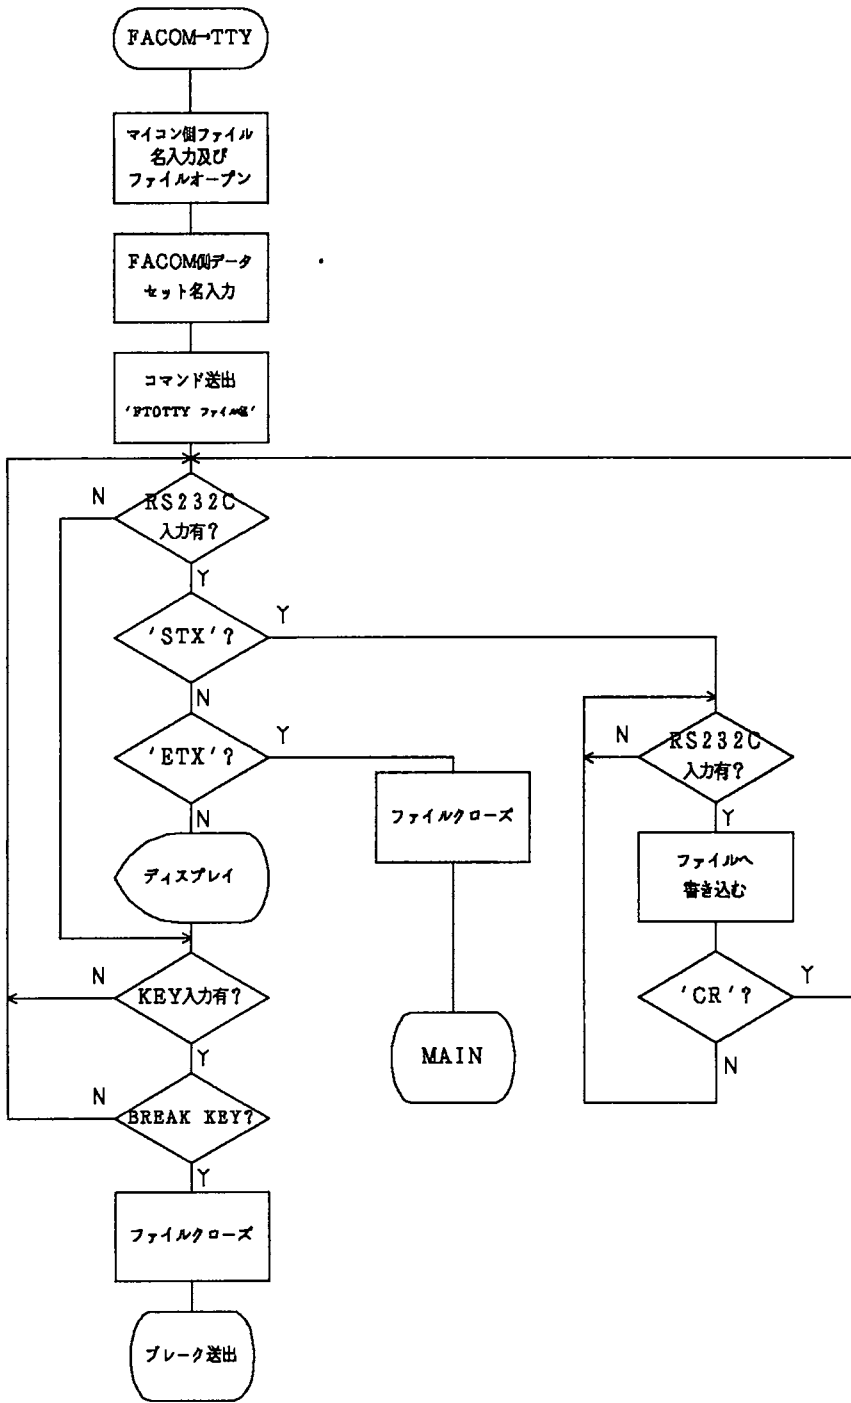 FACOM→TTY
マイコン側ファイル
名入力及び
ファイルオープン
FACOM側データ
セット名入力
コマンド送出
'FTOTTY ファイル名'
N
RS232C
入力有?
Y
'STX'?
Y
N
'ETX'?
Y
N
RS232C
入力有?
N
Y
ファイルクローズ
ディスプレイ
ファイルへ
書き込む
N
KEY入力有?
Y
'CR'?
Y
N
MAIN
N
BREAK KEY?
Y
ファイルクローズ
ブレーク送出